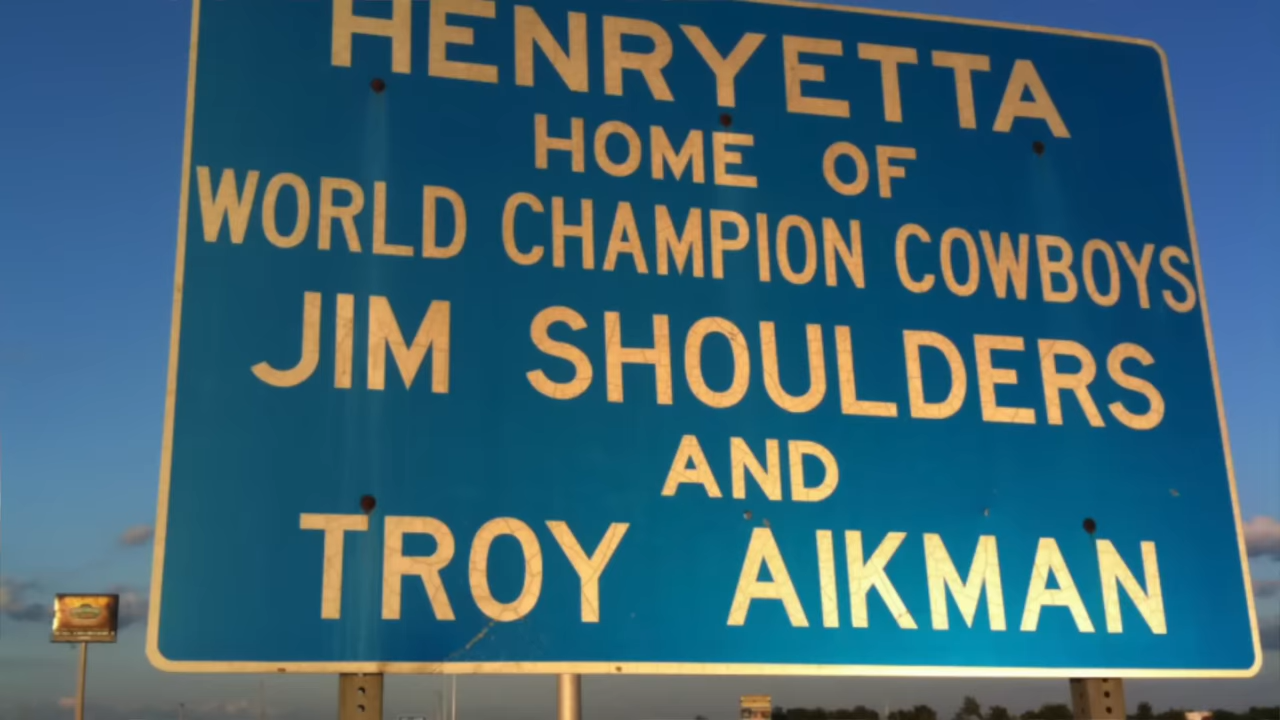 HENRYETTA
HOME OF
WORLD CHAMPION COWBOYS
JIM SHOULDERS
AND
TROY AIKMAN